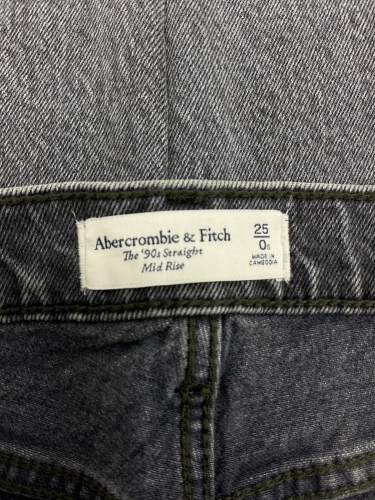 Abercrombie & Fitch
The '90s Straight
Mid Rise
25
0s
MADE IN
CAMBODIA